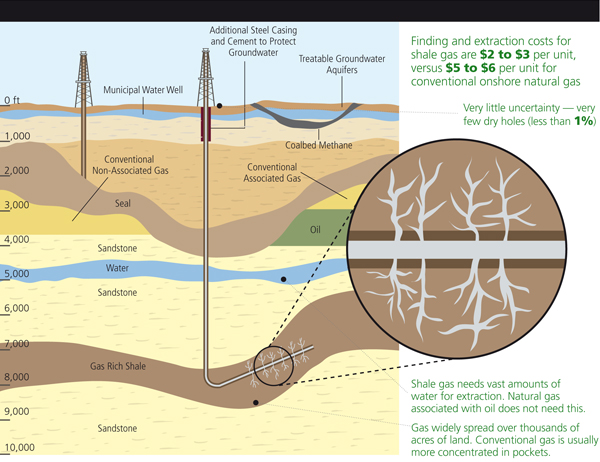 Additional Steel Casing
and Cement to Protect
Groundwater
Treatable Groundwater
Aquifers
Municipal Water Well
Finding and extraction costs for
shale gas are $2 to $3 per unit,
versus $5 to $6 per unit for
conventional onshore natural gas
Very little uncertainty — very
few dry holes (less than 1%)
0 ft
1,000
2,000
3,000
4,000
5,000
6,000
7,000
8,000
9,000
10,000
Coalbed Methane
Conventional
Non-Associated Gas
Conventional
Associated Gas
Seal
Oil
Sandstone
Water
Sandstone
Gas Rich Shale
Sandstone
Shale gas needs vast amounts of
water for extraction. Natural gas
associated with oil does not need this.
Gas widely spread over thousands of
acres of land. Conventional gas is usually
more concentrated in pockets.